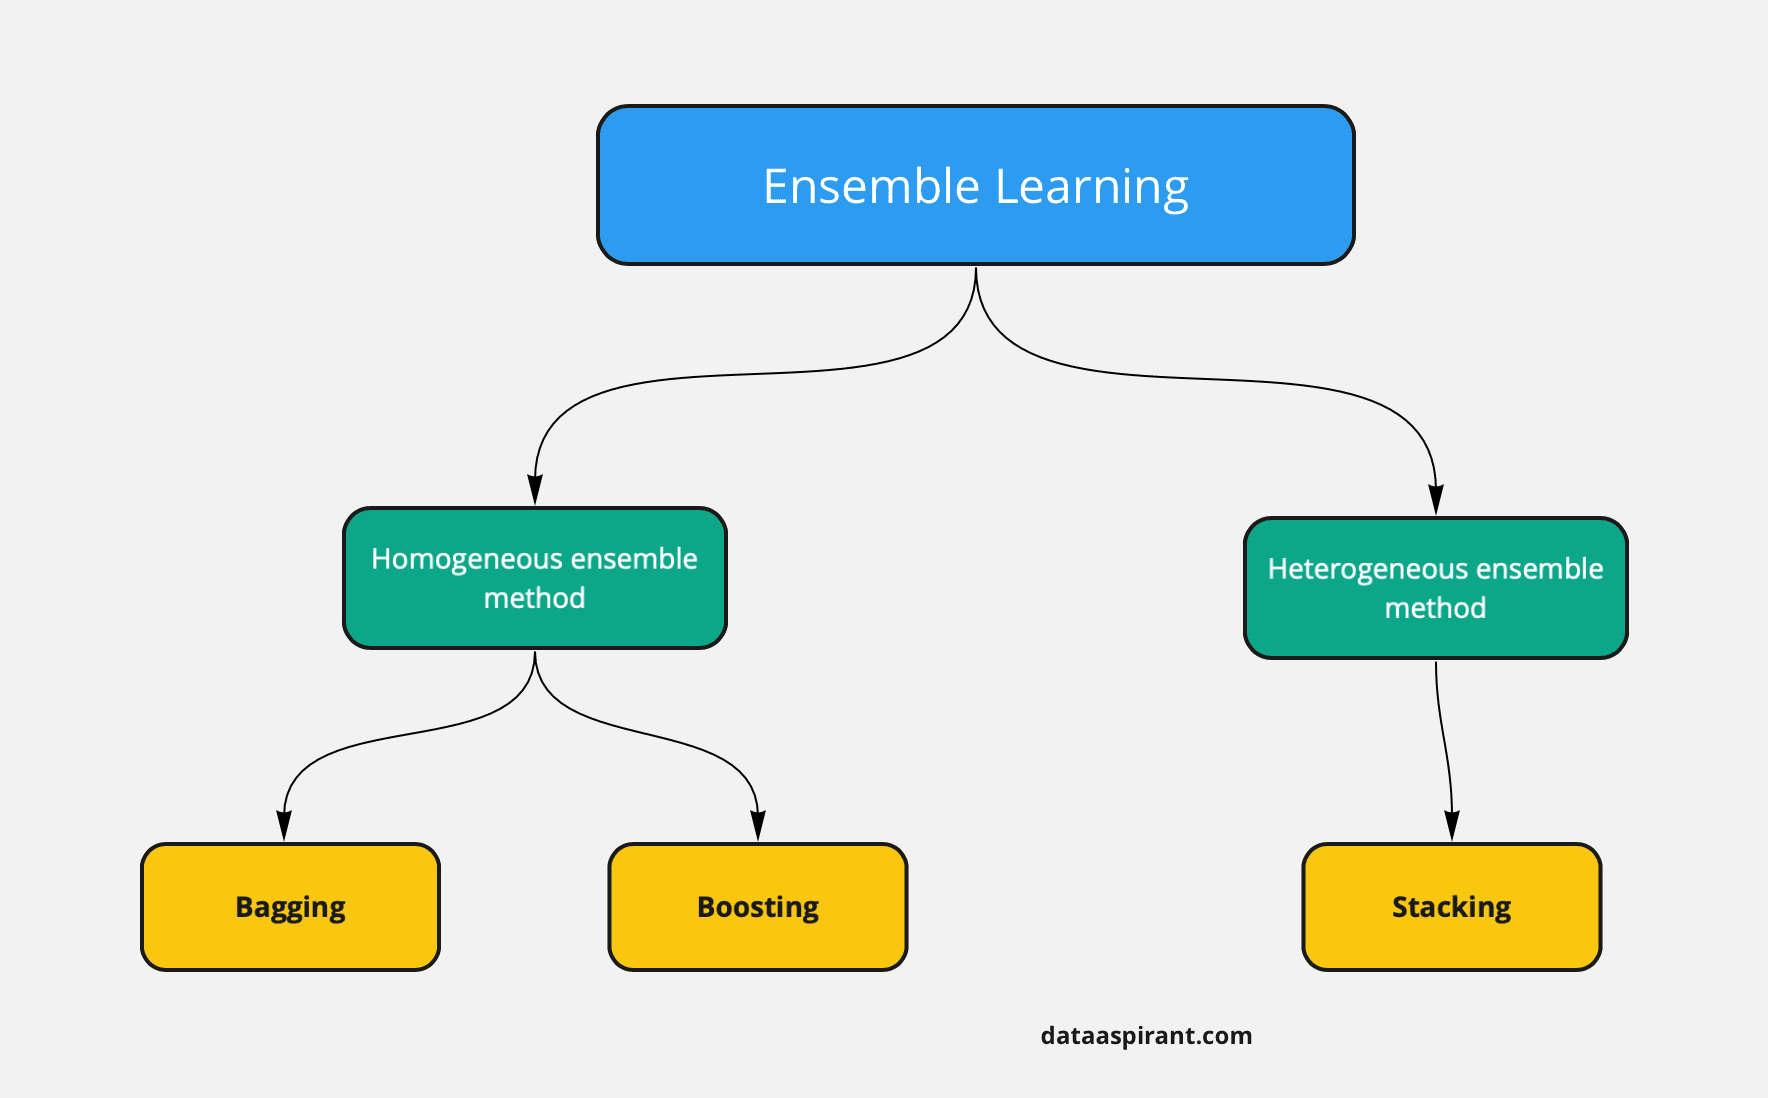 Ensemble Learning
Homogeneous ensemble
method
Heterogeneous ensemble
method
Bagging
Boosting
Stacking
dataaspirant.com